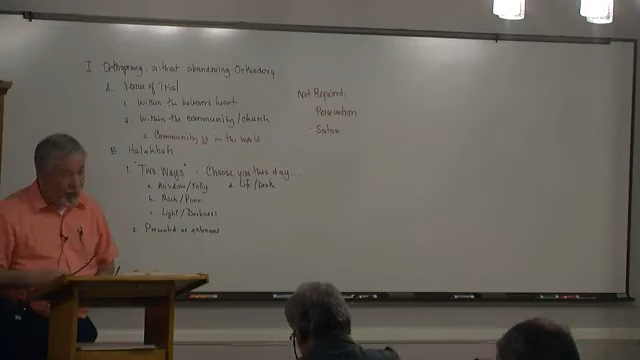 I Orthopraxy without abandoning Orthodoxy
A. Venue of Trial
1. Within the believer's heart
2. Within the community/church
a. Community is in the world
B. Halakhah
1. "Two Ways" - Choose you this day...
a. Wisdom/Folly
d. Life/Death
b. Rich/Poor
c. Light/Darkness
2. Presented as extremes
Not Required:
- Persecution
- Satan